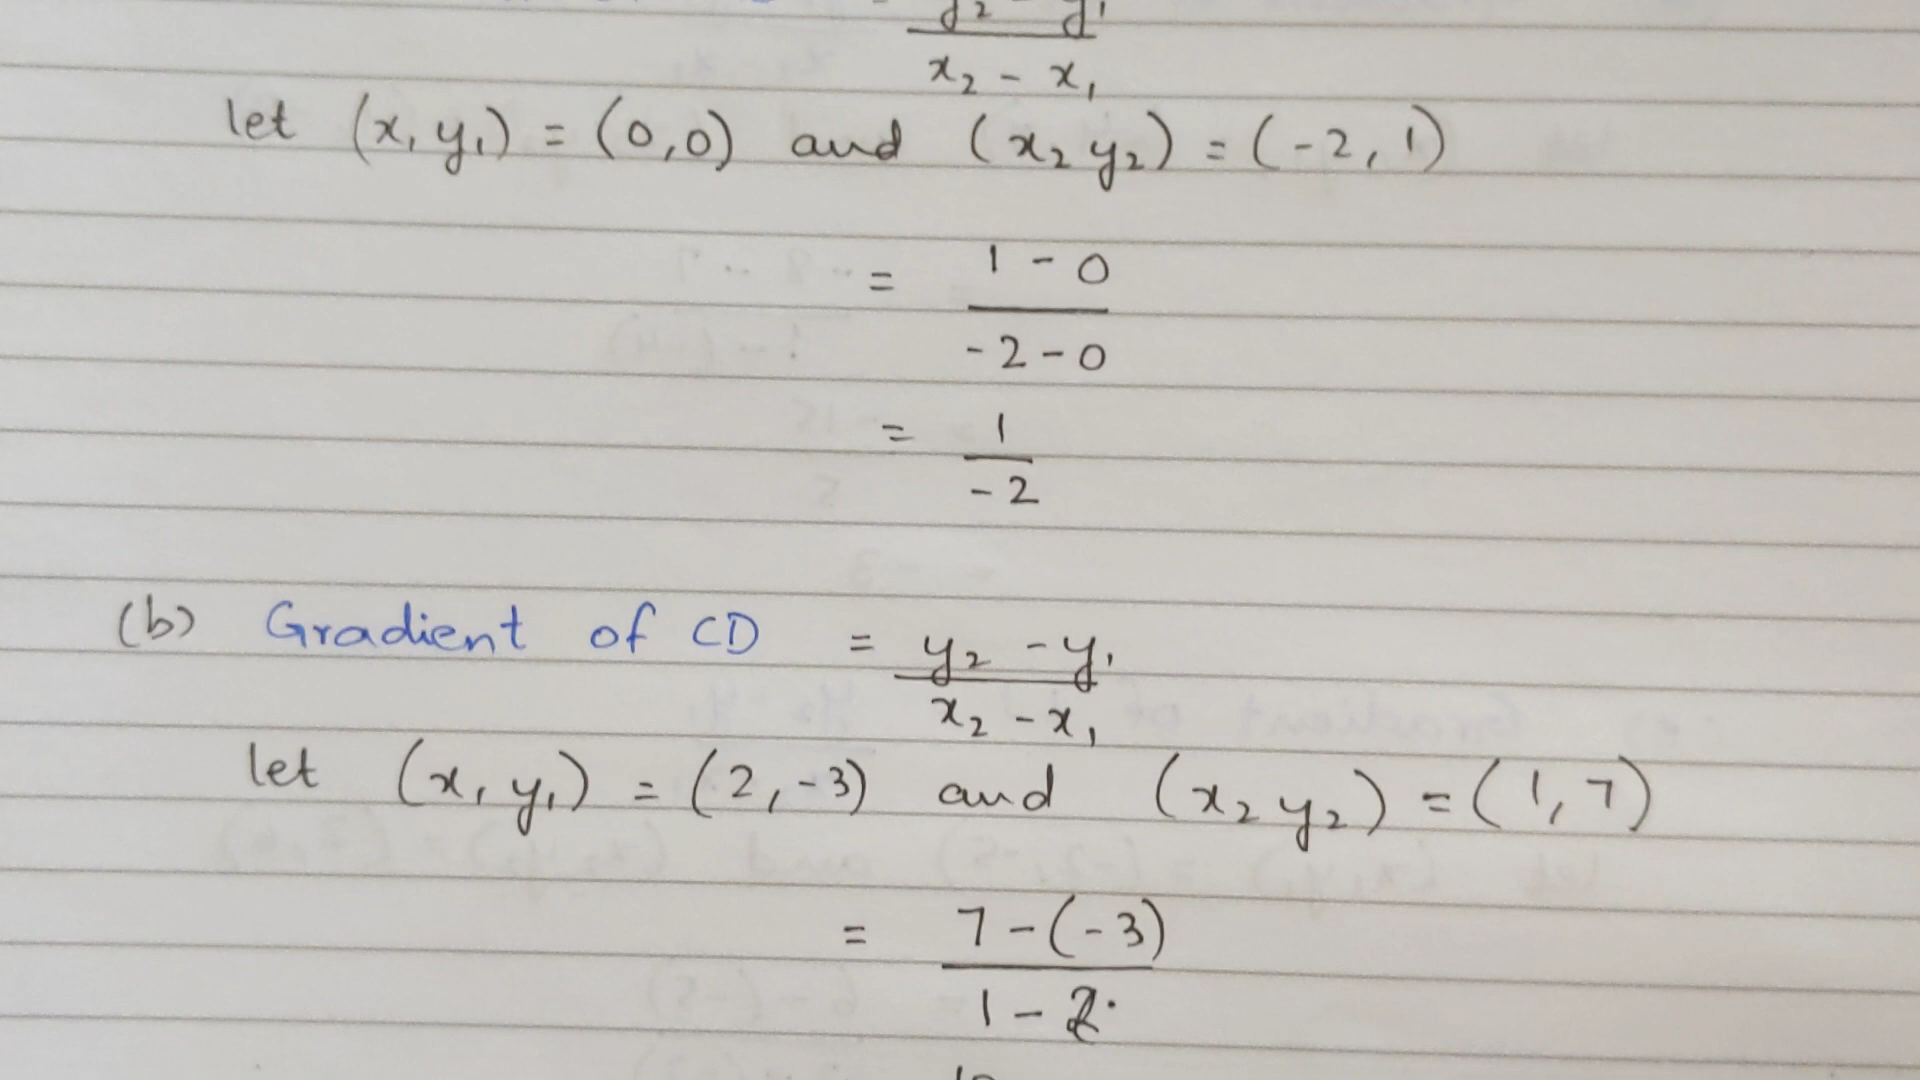 y₂ - y₁
x₂ - x₁
let (x₁ y₁) = (0,0) and (x₂ y₂) = (-2, 1)
= 1 - 0
-2 - 0
= 1
-2
(b) Gradient of CD = y₂ - y₁
x₂ - x₁
let (x₁ y₁) = (2, -3) and (x₂ y₂) = (1, 7)
= 7 - (-3)
1 - 2